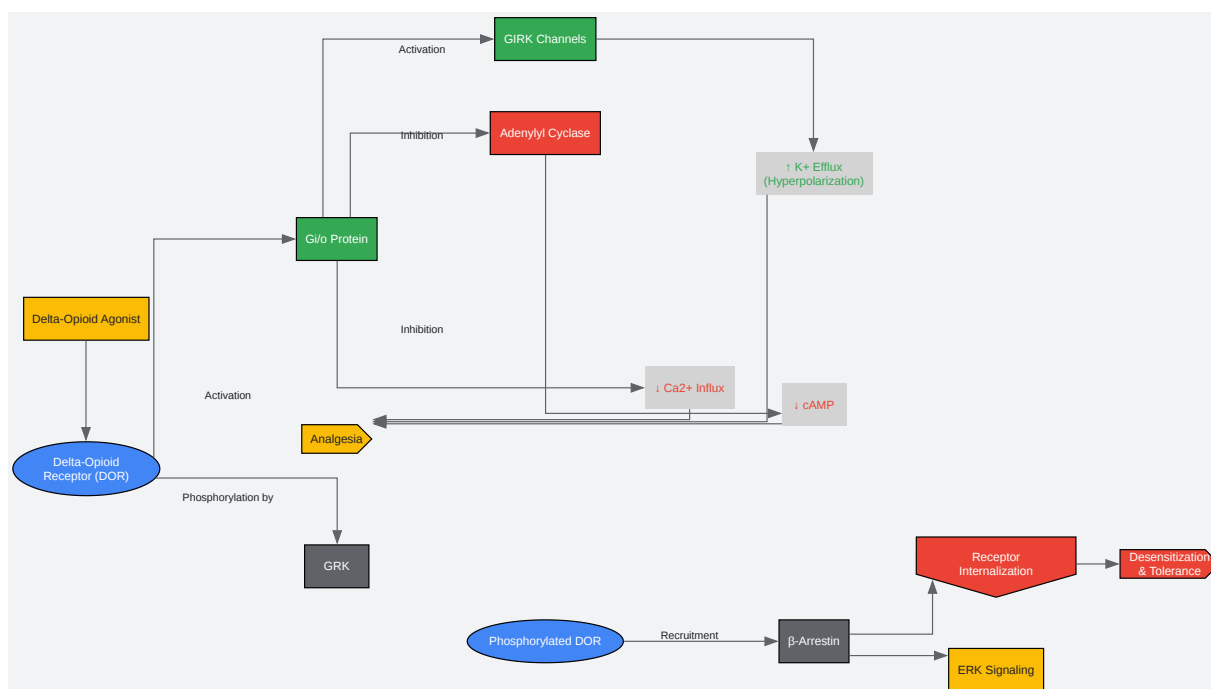 GIRK Channels
Activation
Adenylyl Cyclase
Inhibition
↑ K+ Efflux
(Hyperpolarization)
Gi/o Protein
Delta-Opioid Agonist
Inhibition
↓ Ca2+ Influx
Activation
↓ cAMP
Analgesia
Delta-Opioid
Receptor (DOR)
Phosphorylation by
GRK
Receptor
Internalization
Desensitization
& Tolerance
Phosphorylated DOR
Recruitment
β-Arrestin
ERK Signaling